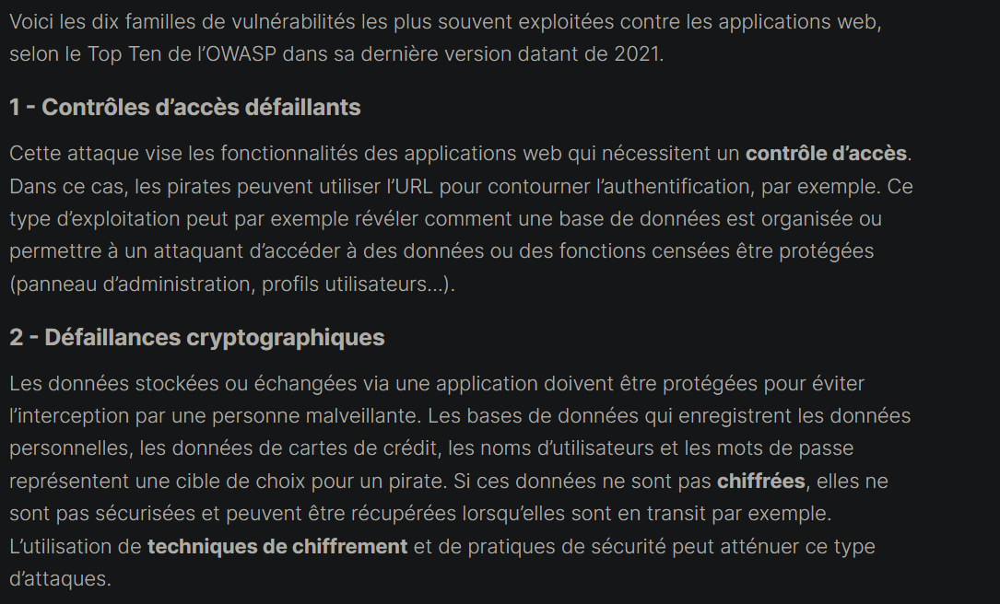 Voici les dix familles de vulnérabilités les plus souvent exploitées contre les applications web,
selon le Top Ten de l’OWASP dans sa dernière version datant de 2021.
1 - Contrôles d’accès défaillants
Cette attaque vise les fonctionnalités des applications web qui nécessitent un contrôle d’accès.
Dans ce cas, les pirates peuvent utiliser l’URL pour contourner l’authentification, par exemple. Ce
type d’exploitation peut par exemple révéler comment une base de données est organisée ou
permettre à un attaquant d’accéder à des données ou des fonctions censées être protégées
(panneau d’administration, profils utilisateurs…).
2 - Défaillances cryptographiques
Les données stockées ou échangées via une application doivent être protégées pour éviter
l’interception par une personne malveillante. Les bases de données qui enregistrent les données
personnelles, les données de cartes de crédit, les noms d’utilisateurs et les mots de passe
représentent une cible de choix pour un pirate. Si ces données ne sont pas chiffrées, elles ne
sont pas sécurisées et peuvent être récupérées lorsqu’elles sont en transit par exemple.
L’utilisation de techniques de chiffrement et de pratiques de sécurité peut atténuer ce type
d’attaques.